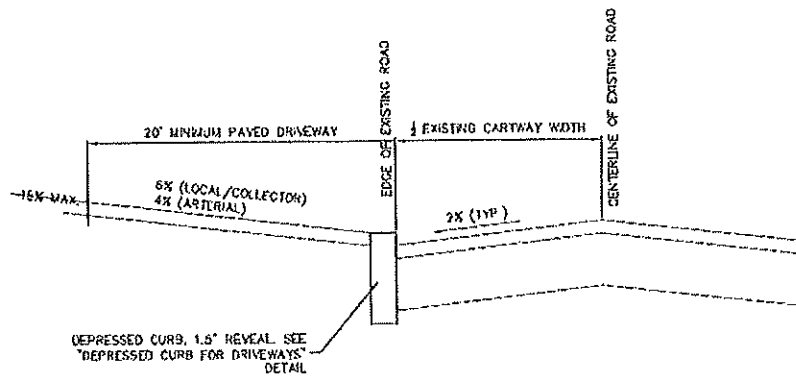 EDGE OF EXISTING ROAD
CENTERLINE OF EXISTING ROAD
20' MINIMUM PAVED DRIVEWAY
½ EXISTING CARTWAY WIDTH
15% MAX.
6% (LOCAL/COLLECTOR)
4% (ARTERIAL)
2% (TYP)
DEPRESSED CURB, 1.5" REVEAL. SEE
"DEPRESSED CURB FOR DRIVEWAYS"
DETAIL